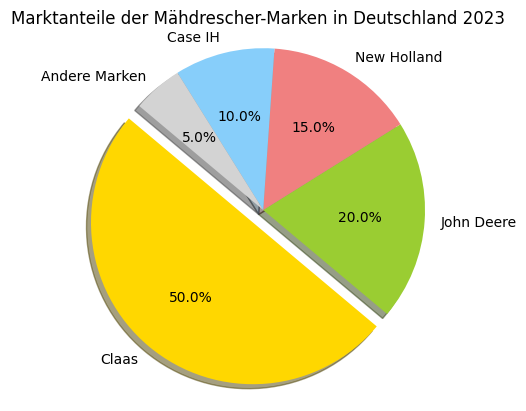 Marktanteile der Mähdrescher-Marken in Deutschland 2023
Case IH
New Holland
Andere Marken
10.0%
15.0%
5.0%
20.0%
John Deere
50.0%
Claas